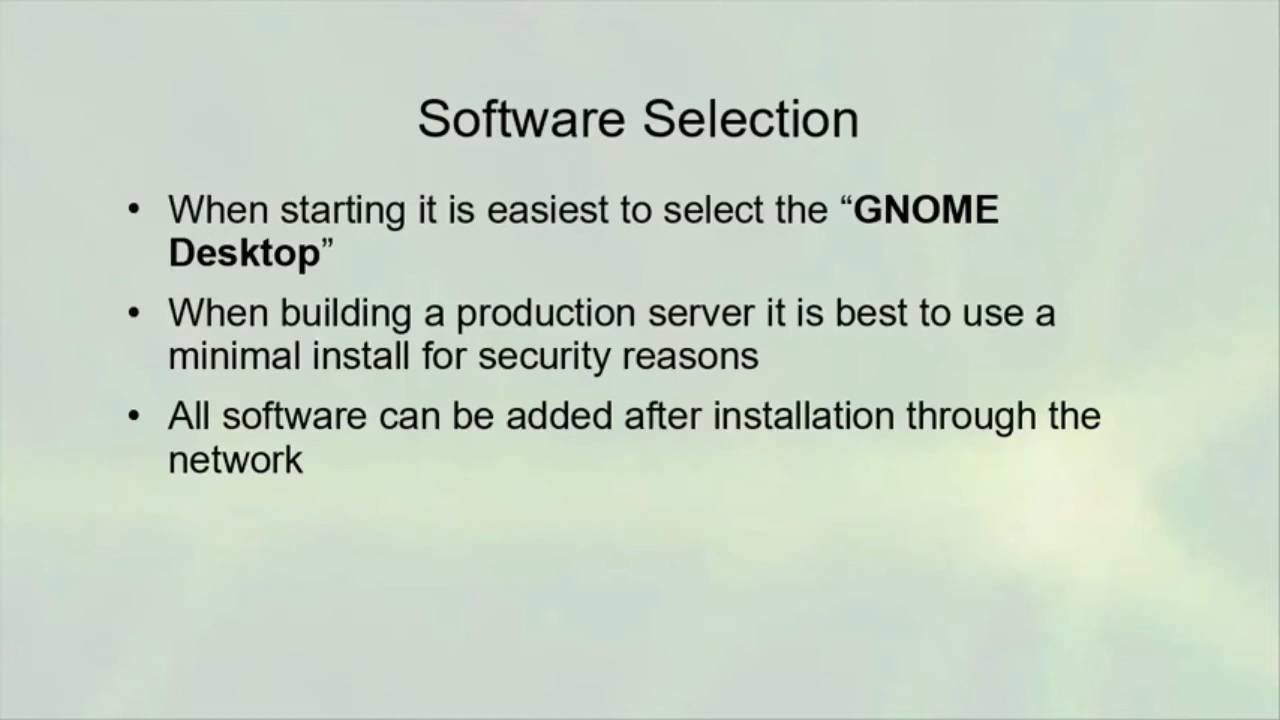 Software Selection
• When starting it is easiest to select the “GNOME
Desktop”
• When building a production server it is best to use a
minimal install for security reasons
• All software can be added after installation through the
network